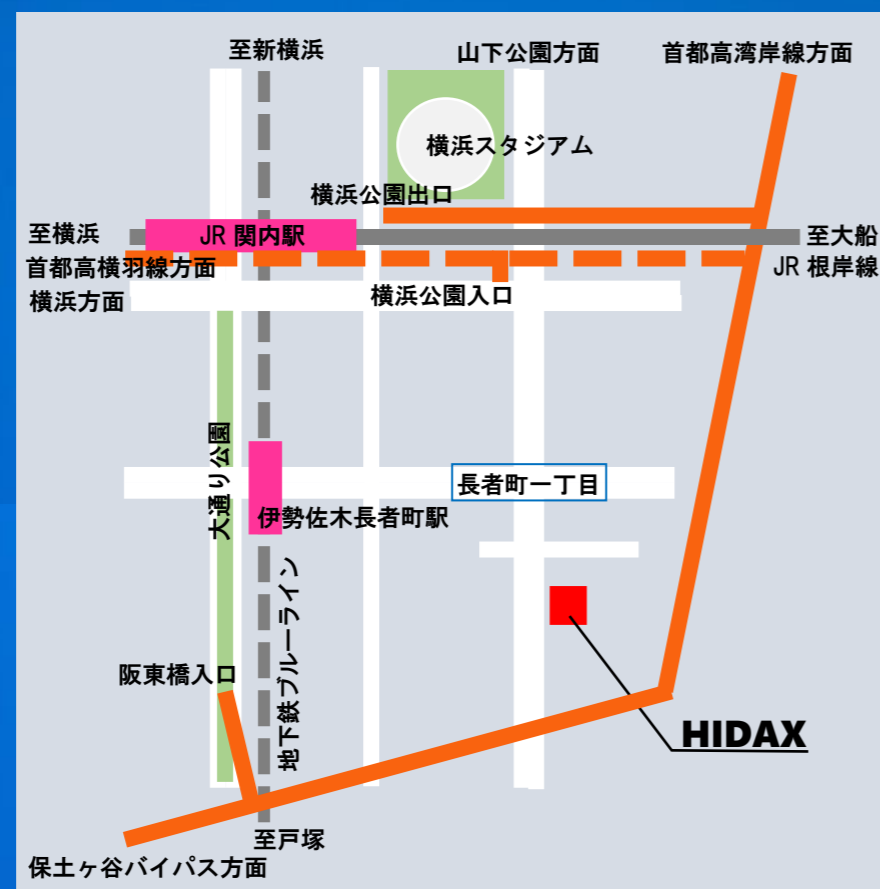 至新横浜
山下公園方面
首都高湾岸線方面
横浜スタジアム
横浜公園出口
至横浜
JR 関内駅
至大船
首都高横羽線方面
JR 根岸線
横浜方面
横浜公園入口
大通り公園
長者町一丁目
伊勢佐木長者町駅
地下鉄ブルーライン
阪東橋入口
HIDAX
至戸塚
保土ヶ谷バイパス方面